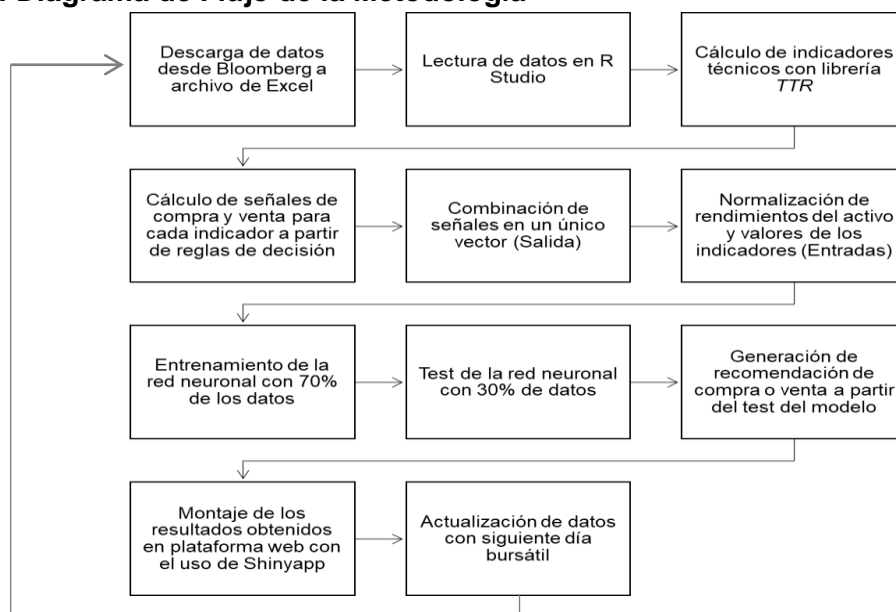 Diagrama de Flujo de la Metodología
Descarga de datos
desde Bloomberg a
archivo de Excel
Lectura de datos en R
Studio
Cálculo de indicadores
técnicos con librería
TTR
Cálculo de señales de
compra y venta para
cada indicador a partir
de reglas de decisión
Combinación de
señales en un único
vector (Salida)
Normalización de
rendimientos del activo
y valores de los
indicadores (Entradas)
Entrenamiento de la
red neuronal con 70%
de los datos
Test de la red neuronal
con 30% de datos
Generación de
recomendación de
compra o venta a partir
del test del modelo
Montaje de los
resultados obtenidos
en plataforma web con
el uso de Shinyapp
Actualización de datos
con siguiente día
bursátil